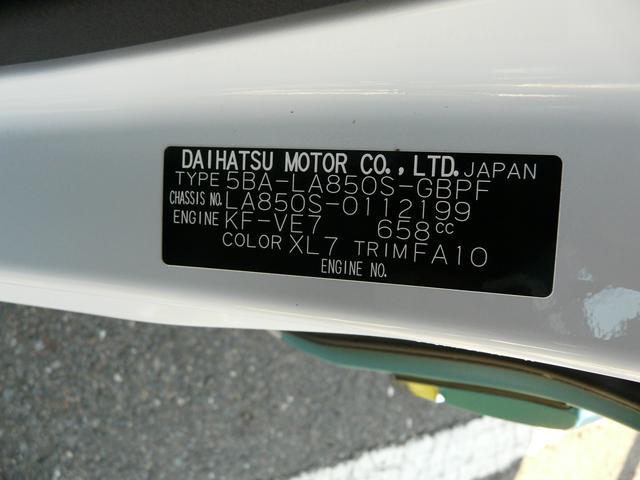 DAIHATSU MOTOR CO.,LTD. JAPAN
TYPE 5BA-LA850S-GBPF
CHASSIS NO. LA850S-0112199
ENGINE KF-VE7 658cc
COLOR XL7 TRIM FA10
ENGINE NO.